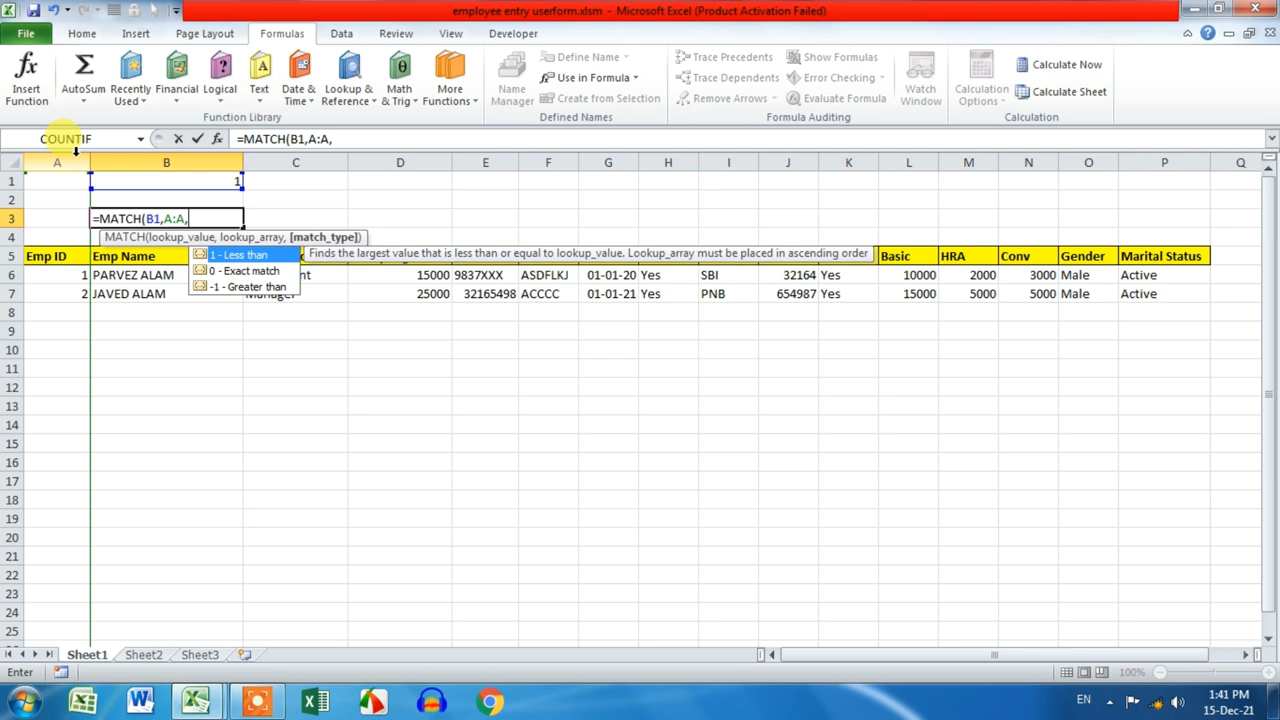 employee entry userform.xlsm - Microsoft Excel (Product Activation Failed)
File Home Insert Page Layout Formulas Data Review View Developer
Insert Function
AutoSum
Recently Used
Financial
Logical
Text
Date & Time
Lookup & Reference
Math & Trig
More Functions
Function Library
Name Manager
Define Name
Use in Formula
Create from Selection
Defined Names
Trace Precedents
Trace Dependents
Remove Arrows
Show Formulas
Error Checking
Evaluate Formula
Formula Auditing
Watch Window
Calculation Options
Calculate Now
Calculate Sheet
Calculation
COUNTIF =MATCH(B1,A:A,
A B C D E F G H I J K L M N O P Q
1 1
2
3 =MATCH(B1,A:A,
4 MATCH(lookup_value, lookup_array, [match_type])
1 - Less than
0 - Exact match
-1 - Greater than
Finds the largest value that is less than or equal to lookup_value. Lookup_array must be placed in ascending order
5 Emp ID Emp Name Basic HRA Conv Gender Marital Status
6 1 PARVEZ ALAM 15000 9837XXX ASDFLKJ 01-01-20 Yes SBI 32164 Yes 10000 2000 3000 Male Active
7 2 JAVED ALAM 25000 32165498 ACCCC 01-01-21 Yes PNB 654987 Yes 15000 5000 5000 Male Active
8
9
10
11
12
13
14
15
16
17
18
19
20
21
22
23
24
25
Sheet1 Sheet2 Sheet3
Enter 100%
EN 1:41 PM
15-Dec-21